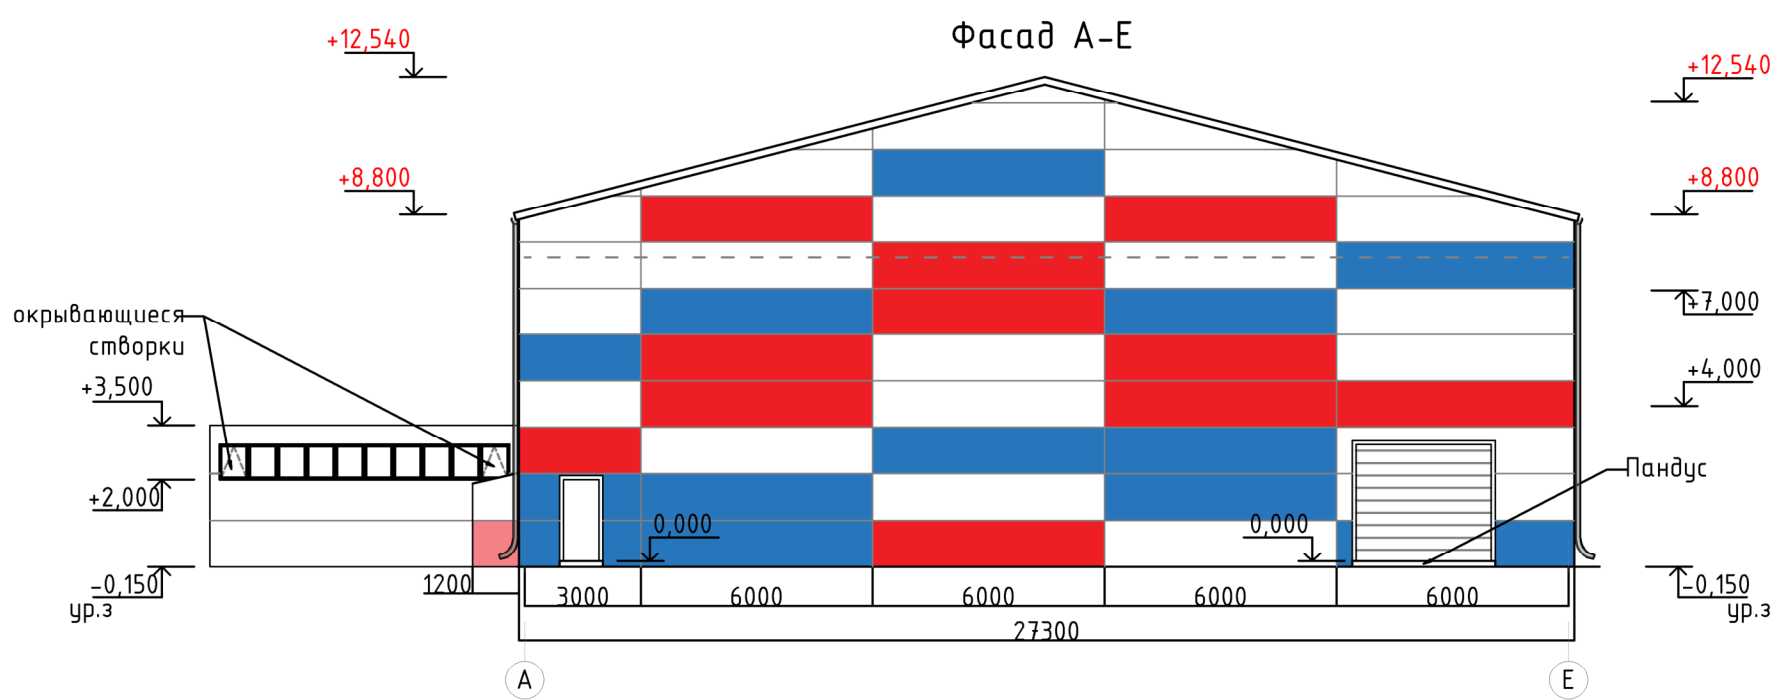 Фасад А-Е
+12,540
+12,540
+8,800
+8,800
+7,000
окрывающиеся
створки
+3,500
+4,000
+2,000
Пандус
0,000
0,000
-0,150
ур.з
-0,150
ур.з
1200
3000
6000
6000
6000
6000
27300
А
Е